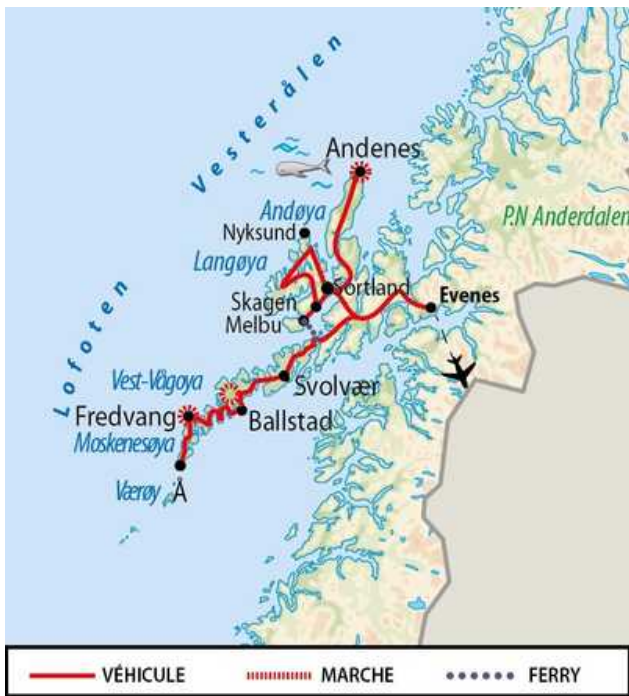 Vesterålen
Andenes
Andøya
P.N Anderdalen
Nyksund
Langøya
Sortland
Evenes
Skagen
Melbu
Lofoten
Vest-Vågoya
Svolvær
Fredvang
Ballstad
Moskenesøya
Værøy
Å
VÉHICULE MARCHE FERRY